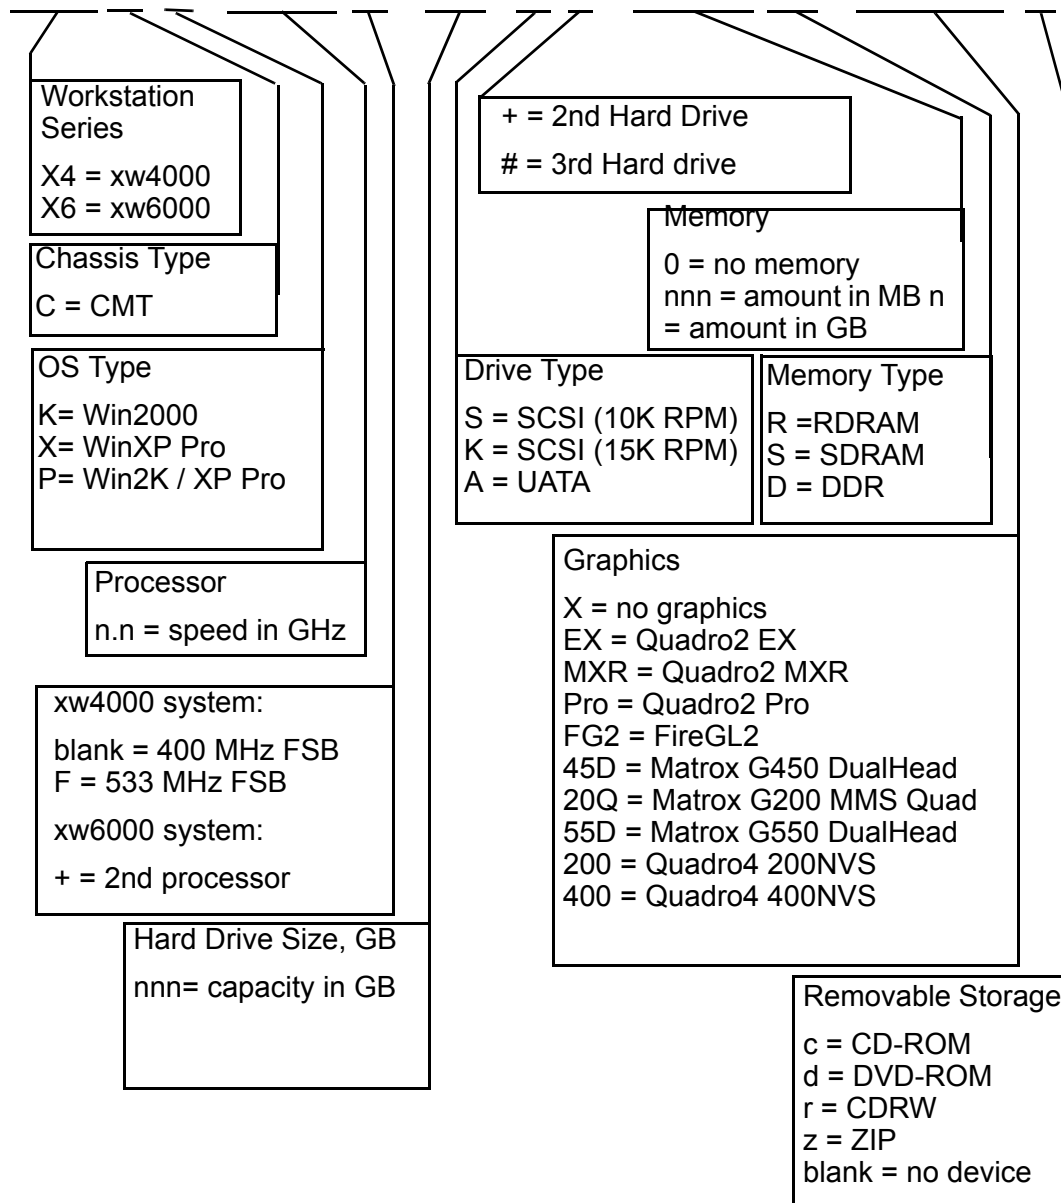 Workstation
Series
X4 = xw4000
X6 = xw6000
Chassis Type
C = CMT
OS Type
K= Win2000
X= WinXP Pro
P= Win2K / XP Pro
Processor
n.n = speed in GHz
xw4000 system:
blank = 400 MHz FSB
F = 533 MHz FSB
xw6000 system:
+ = 2nd processor
Hard Drive Size, GB
nnn= capacity in GB
+ = 2nd Hard Drive
# = 3rd Hard drive
Memory
0 = no memory
nnn = amount in MB n
= amount in GB
Drive Type
S = SCSI (10K RPM)
K = SCSI (15K RPM)
A = UATA
Memory Type
R =RDRAM
S = SDRAM
D = DDR
Graphics
X = no graphics
EX = Quadro2 EX
MXR = Quadro2 MXR
Pro = Quadro2 Pro
FG2 = FireGL2
45D = Matrox G450 DualHead
20Q = Matrox G200 MMS Quad
55D = Matrox G550 DualHead
200 = Quadro4 200NVS
400 = Quadro4 400NVS
Removable Storage
c = CD-ROM
d = DVD-ROM
r = CDRW
z = ZIP
blank = no device